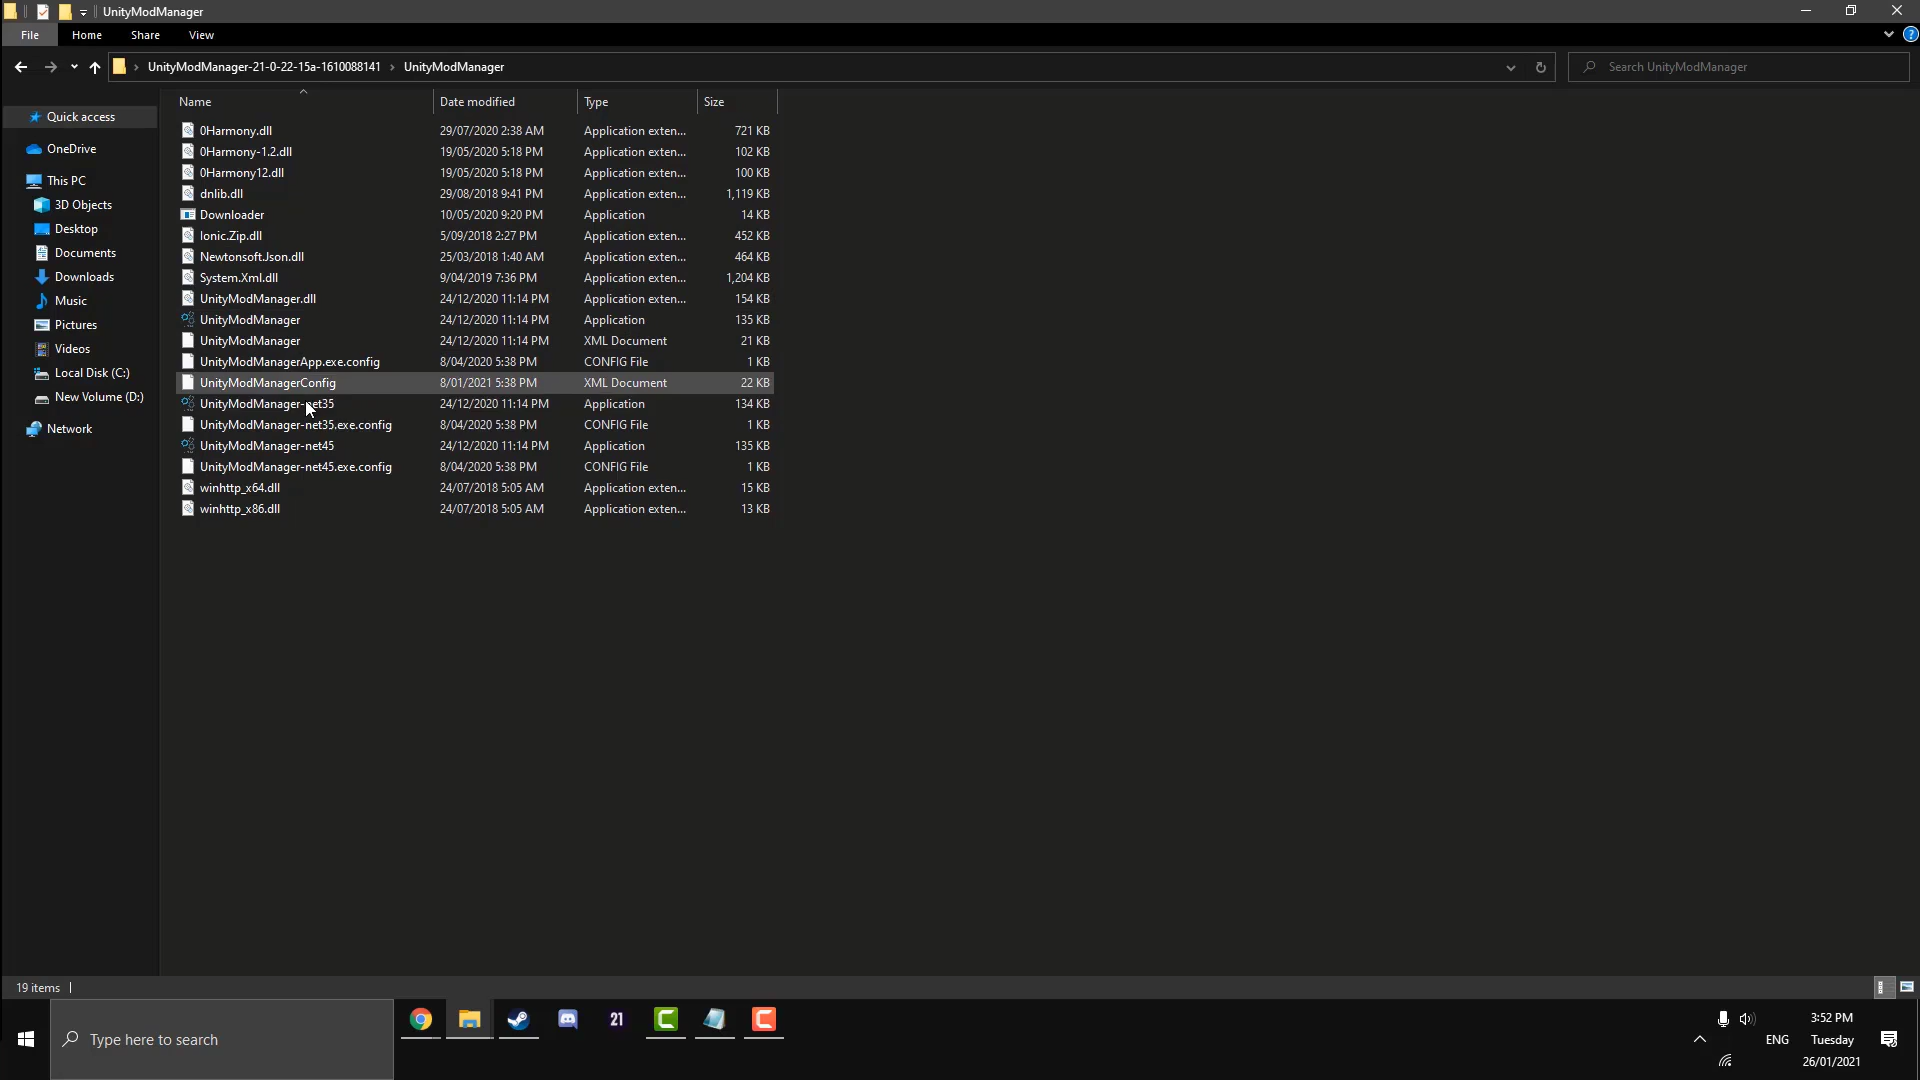 UnityModManager
File Home Share View
UnityModManager-21-0-22-15a-1610088141 UnityModManager
Search UnityModManager
Name Date modified Type Size
Quick access
OneDrive
This PC
3D Objects
Desktop
Documents
Downloads
Music
Pictures
Videos
Local Disk (C:)
New Volume (D:)
Network
0Harmony.dll 29/07/2020 2:38 AM Application exten... 721 KB
0Harmony-1.2.dll 19/05/2020 5:18 PM Application exten... 102 KB
0Harmony12.dll 19/05/2020 5:18 PM Application exten... 100 KB
dnlib.dll 29/08/2018 9:41 PM Application exten... 1,119 KB
Downloader 10/05/2020 9:20 PM Application 14 KB
Ionic.Zip.dll 5/09/2018 2:27 PM Application exten... 452 KB
Newtonsoft.Json.dll 25/03/2018 1:40 AM Application exten... 464 KB
System.Xml.dll 9/04/2019 7:36 PM Application exten... 1,204 KB
UnityModManager.dll 24/12/2020 11:14 PM Application exten... 154 KB
UnityModManager 24/12/2020 11:14 PM Application 135 KB
UnityModManager 24/12/2020 11:14 PM XML Document 21 KB
UnityModManagerApp.exe.config 8/04/2020 5:38 PM CONFIG File 1 KB
UnityModManagerConfig 8/01/2021 5:38 PM XML Document 22 KB
UnityModManager-net35 24/12/2020 11:14 PM Application 134 KB
UnityModManager-net35.exe.config 8/04/2020 5:38 PM CONFIG File 1 KB
UnityModManager-net45 24/12/2020 11:14 PM Application 135 KB
UnityModManager-net45.exe.config 8/04/2020 5:38 PM CONFIG File 1 KB
winhttp_x64.dll 24/07/2018 5:05 AM Application exten... 15 KB
winhttp_x86.dll 24/07/2018 5:05 AM Application exten... 13 KB
19 items
Type here to search
21
ENG
3:52 PM
Tuesday
26/01/2021